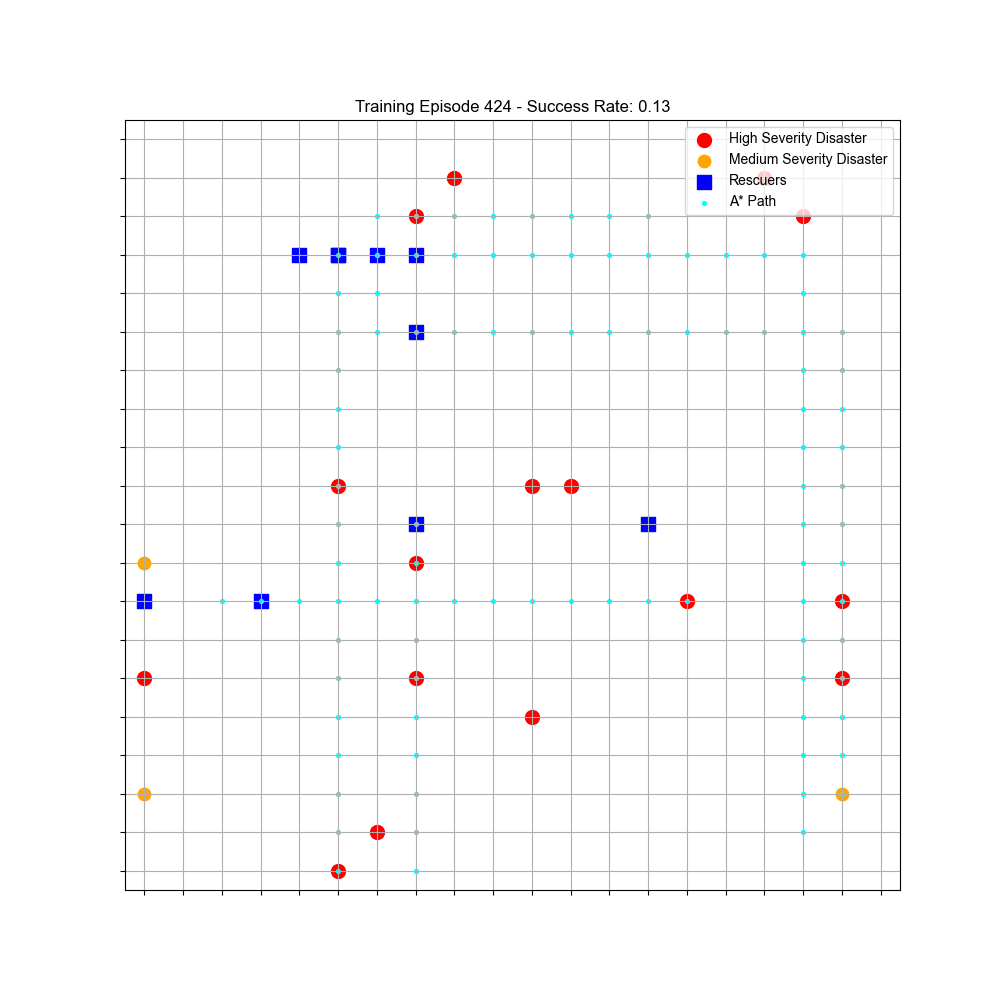 Training Episode 424 - Success Rate: 0.13
High Severity Disaster
Medium Severity Disaster
Rescuers
A* Path